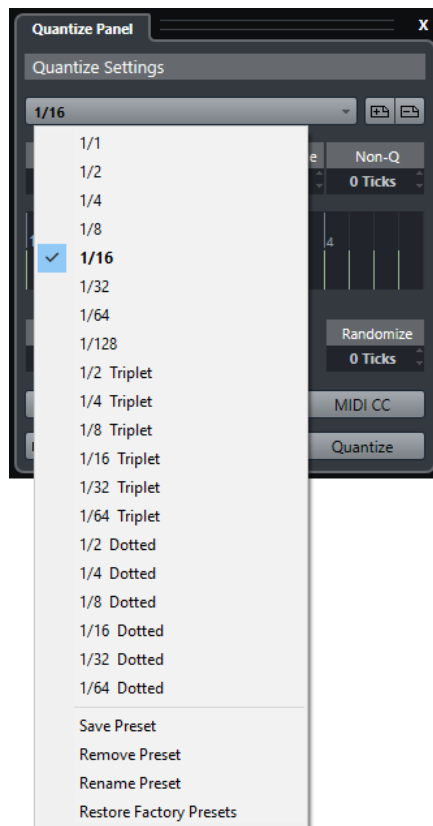 Quantize Panel X
Quantize Settings
1/16
1/1
1/2
1/4
1/8
1/16
1/32
1/64
1/128
1/2 Triplet
1/4 Triplet
1/8 Triplet
1/16 Triplet
1/32 Triplet
1/64 Triplet
1/2 Dotted
1/4 Dotted
1/8 Dotted
1/16 Dotted
1/32 Dotted
1/64 Dotted
Save Preset
Remove Preset
Rename Preset
Restore Factory Presets
Non-Q
0 Ticks
4
Randomize
0 Ticks
MIDI CC
Quantize